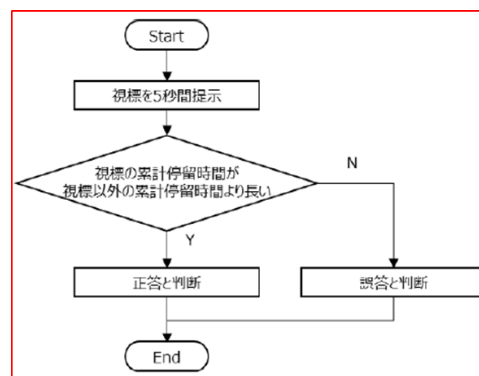 Start
視標を5秒間提示
視標の累計停留時間が
視標以外の累計停留時間より長い
N
Y
正答と判断
誤答と判断
End